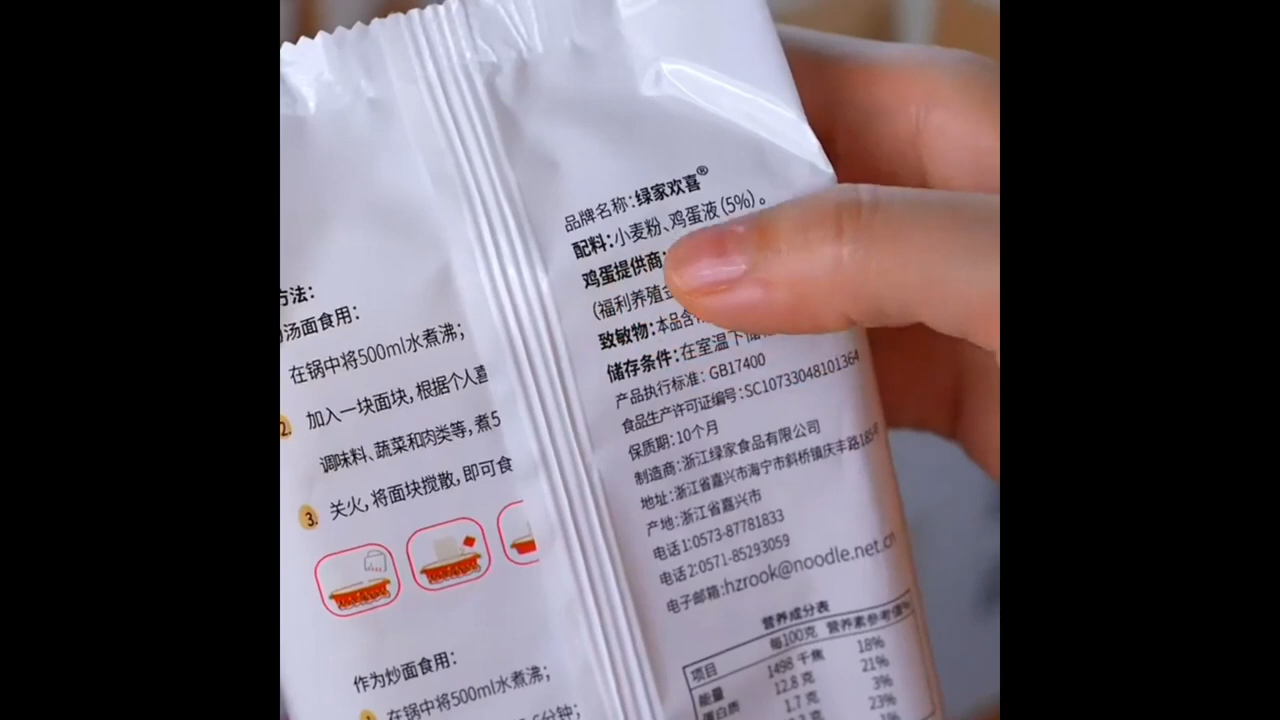 方法:
汤面食用:
在锅中将500ml水煮沸;
2. 加入一块面块,根据个人喜
调味料、蔬菜和肉类等,煮5
3. 关火,将面块搅散,即可食
作为炒面食用:
在锅中将500ml水煮沸;
分钟;
品牌名称:绿家欢喜®
配料:小麦粉、鸡蛋液(5%)。
鸡蛋提供商:
(福利养殖
致敏物:本品含
储存条件:在室温下储
产品执行标准:GB17400
食品生产许可证编号:SC10733048101364
保质期:10个月
制造商:浙江绿家食品有限公司
地址:浙江省嘉兴市海宁市斜桥镇庆丰路185号
产地:浙江省嘉兴市
电话1:0573-87781833
电话2:0571-85293059
电子邮箱:hzrook@noodle.net.cn
营养成分表
项目 每100克 营养素参考值%
能量 1498 千焦 18%
蛋白质 12.8 克 21%
1.7 克 3%
23%